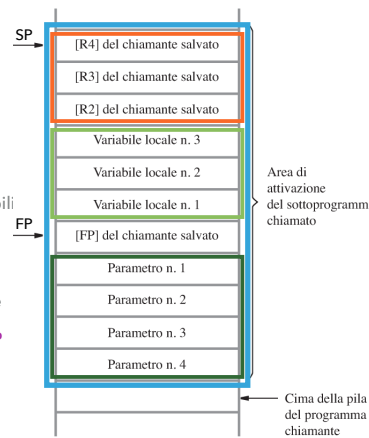 SP
[R4] del chiamante salvato
[R3] del chiamante salvato
[R2] del chiamante salvato
Variabile locale n. 3
Variabile locale n. 2
Variabile locale n. 1
bili
FP
[FP] del chiamante salvato
Parametro n. 1
Parametro n. 2
Parametro n. 3
Parametro n. 4
Area di
attivazione
del sottoprogramm
chiamato
Cima della pila
del programma
chiamante